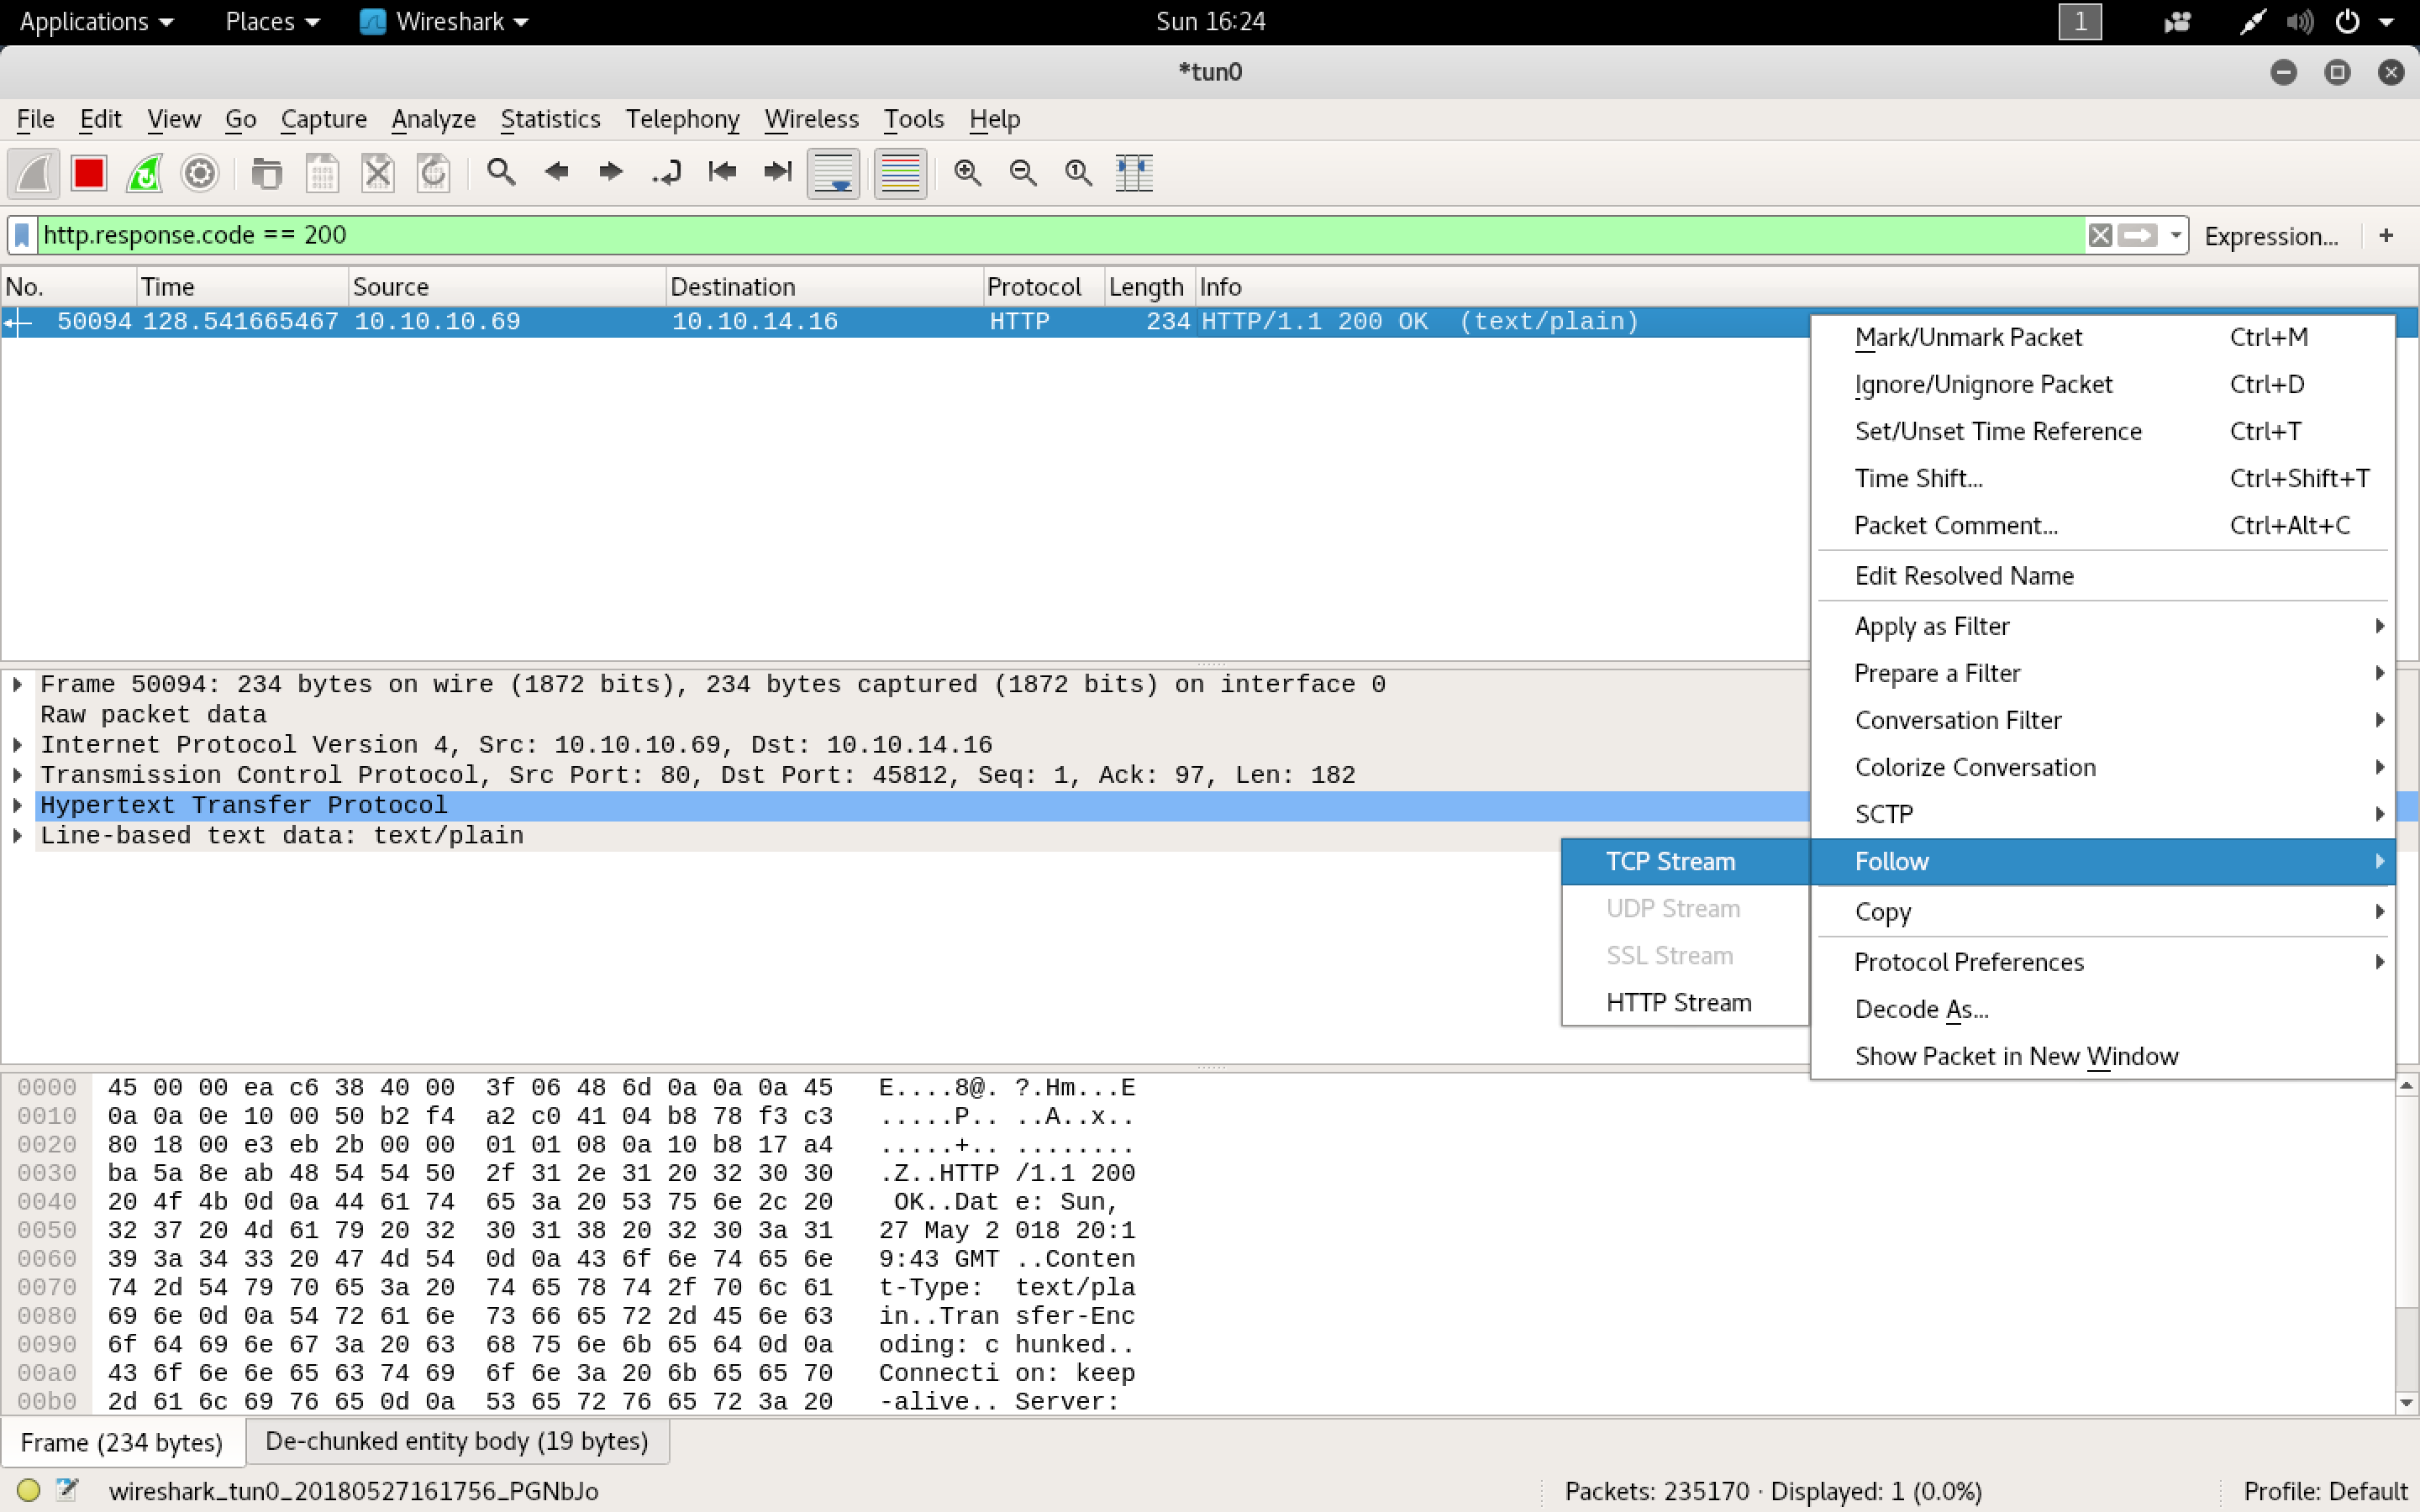 Applications Places Wireshark Sun 16:24 1
*tun0
File Edit View Go Capture Analyze Statistics Telephony Wireless Tools Help
http.response.code == 200 Expression... +
No. Time Source Destination Protocol Length Info
50094 128.541665467 10.10.10.69 10.10.14.16 HTTP 234 HTTP/1.1 200 OK (text/plain)
Mark/Unmark Packet Ctrl+M
Ignore/Unignore Packet Ctrl+D
Set/Unset Time Reference Ctrl+T
Time Shift... Ctrl+Shift+T
Packet Comment... Ctrl+Alt+C
Edit Resolved Name
Apply as Filter
Prepare a Filter
Conversation Filter
Colorize Conversation
SCTP
Follow
Copy
Protocol Preferences
Decode As...
Show Packet in New Window
TCP Stream
UDP Stream
SSL Stream
HTTP Stream
Frame 50094: 234 bytes on wire (1872 bits), 234 bytes captured (1872 bits) on interface 0
Raw packet data
Internet Protocol Version 4, Src: 10.10.10.69, Dst: 10.10.14.16
Transmission Control Protocol, Src Port: 80, Dst Port: 45812, Seq: 1, Ack: 97, Len: 182
Hypertext Transfer Protocol
Line-based text data: text/plain
0000 45 00 00 ea c6 38 40 00 3f 06 48 6d 0a 0a 0a 45 E....8@. ?.Hm...E
0010 0a 0a 0e 10 00 50 b2 f4 a2 c0 41 04 b8 78 f3 c3 .....P.. ..A..x..
0020 80 18 00 e3 eb 2b 00 00 01 01 08 0a 10 b8 17 a4 .....+.. ........
0030 ba 5a 8e ab 48 54 54 50 2f 31 2e 31 20 32 30 30 .Z..HTTP /1.1 200
0040 20 4f 4b 0d 0a 44 61 74 65 3a 20 53 75 6e 2c 20 OK..Dat e: Sun,
0050 32 37 20 4d 61 79 20 32 30 31 38 20 32 30 3a 31 27 May 2 018 20:1
0060 39 3a 34 33 20 47 4d 54 0d 0a 43 6f 6e 74 65 6e 9:43 GMT ..Conten
0070 74 2d 54 79 70 65 3a 20 74 65 78 74 2f 70 6c 61 t-Type: text/pla
0080 69 6e 0d 0a 54 72 61 6e 73 66 65 72 2d 45 6e 63 in..Tran sfer-Enc
0090 6f 64 69 6e 67 3a 20 63 68 75 6e 6b 65 64 0d 0a oding: c hunked..
00a0 43 6f 6e 6e 65 63 74 69 6f 6e 3a 20 6b 65 65 70 Connecti on: keep
00b0 2d 61 6c 69 76 65 0d 0a 53 65 72 76 65 72 3a 20 -alive.. Server:
Frame (234 bytes) De-chunked entity body (19 bytes)
wireshark_tun0_20180527161756_PGNbJo Packets: 235170 · Displayed: 1 (0.0%) Profile: Default